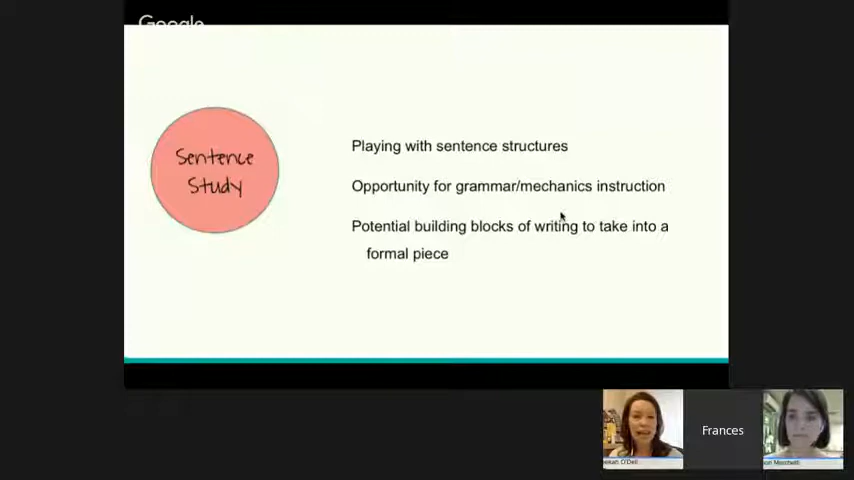 Google
Sentence
Study
Playing with sentence structures
Opportunity for grammar/mechanics instruction
Potential building blocks of writing to take into a
formal piece
Frances
O'Dell